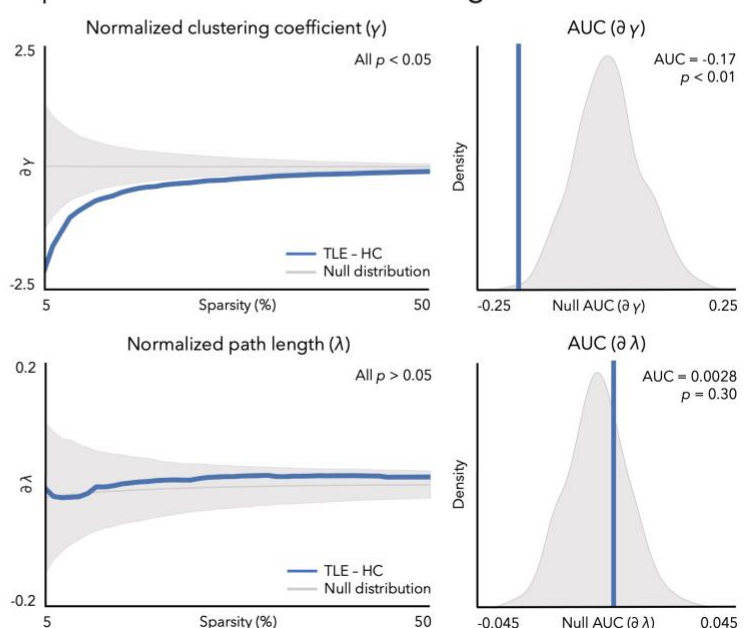 Normalized clustering coefficient (γ)
2.5
All p < 0.05
∂γ
TLE – HC
Null distribution
-2.5
5
Sparsity (%)
50
AUC (∂ γ)
AUC = -0.17
p < 0.01
Density
-0.25
Null AUC (∂ γ)
0.25
Normalized path length (λ)
0.2
All p > 0.05
∂λ
TLE – HC
Null distribution
-0.2
5
Sparsity (%)
50
AUC (∂ λ)
AUC = 0.0028
p = 0.30
Density
-0.045
Null AUC (∂ λ)
0.045